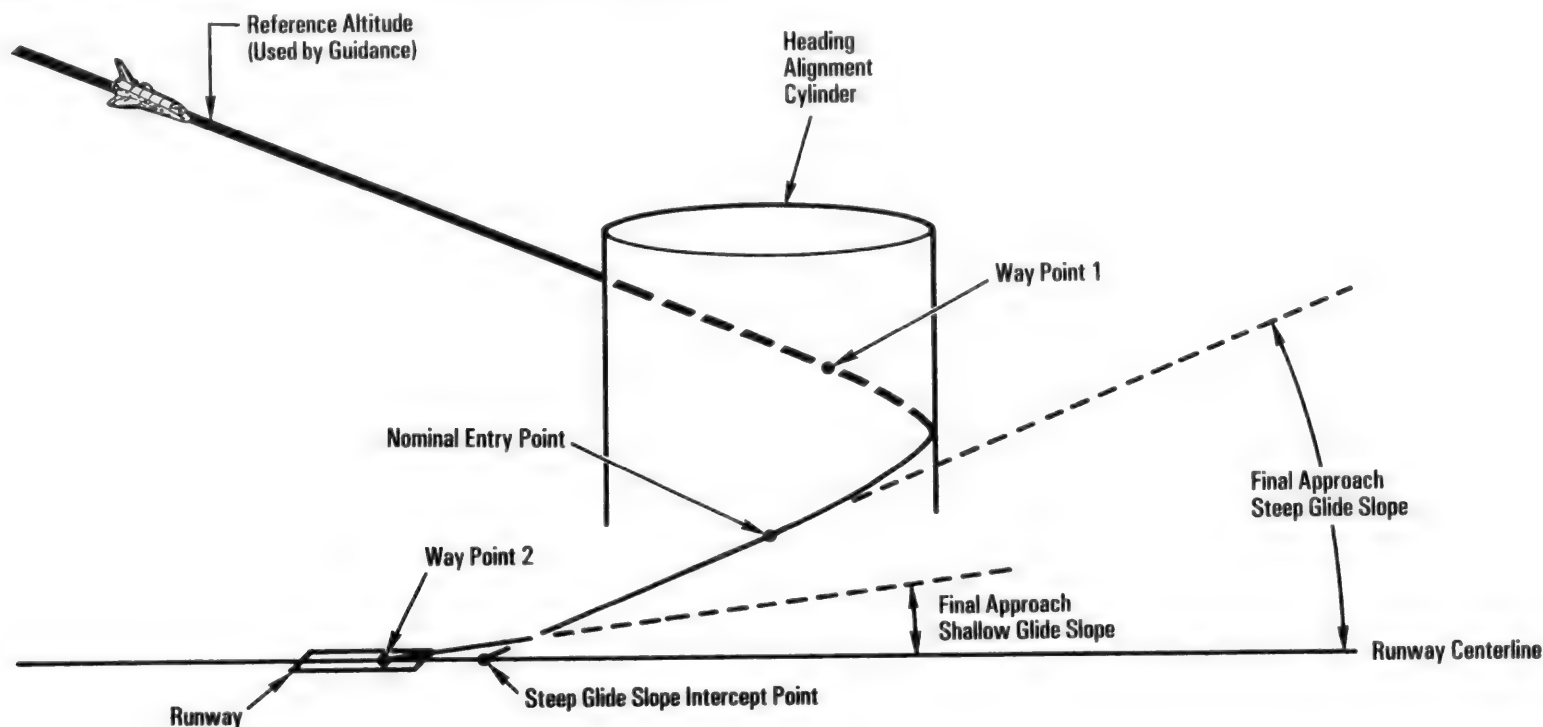 Reference Altitude
(Used by Guidance)
Heading
Alignment
Cylinder
Way Point 1
Nominal Entry Point
Final Approach
Steep Glide Slope
Way Point 2
Final Approach
Shallow Glide Slope
Runway Centerline
Steep Glide Slope Intercept Point
Runway